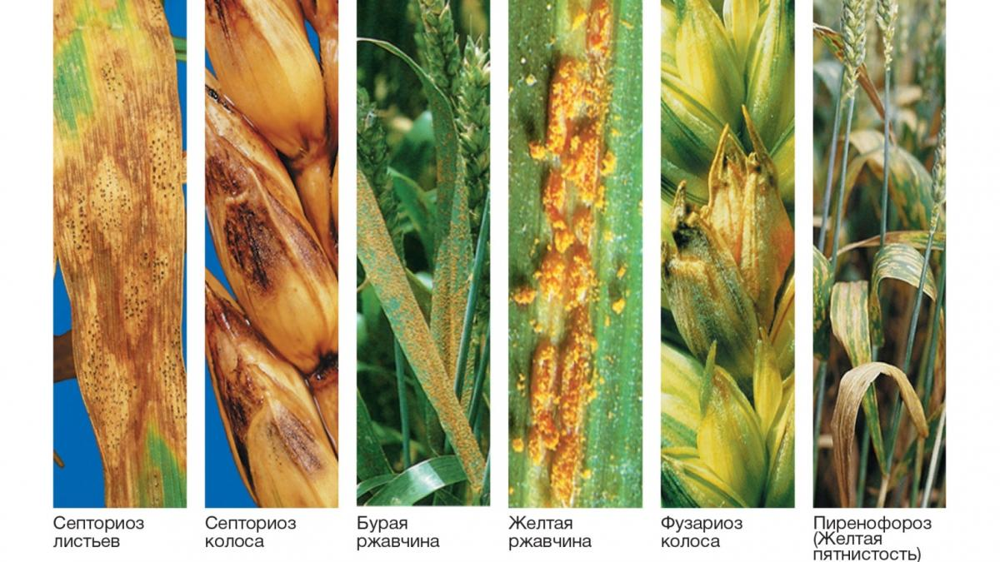 Септориоз
листьев
Септориоз
колоса
Бурая
ржавчина
Желтая
ржавчина
Фузариоз
колоса
Пиренофороз
(Желтая
пятнистость)